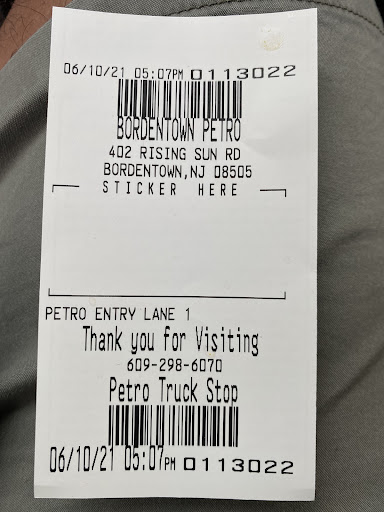 06/10/21 05:07PM 0113022
BORDENTOWN PETRO
402 RISING SUN RD
BORDENTOWN,NJ 08505
STICKER HERE
PETRO ENTRY LANE 1
Thank you for Visiting
609-298-6070
Petro Truck Stop
06/10/21 05:07PM 0113022